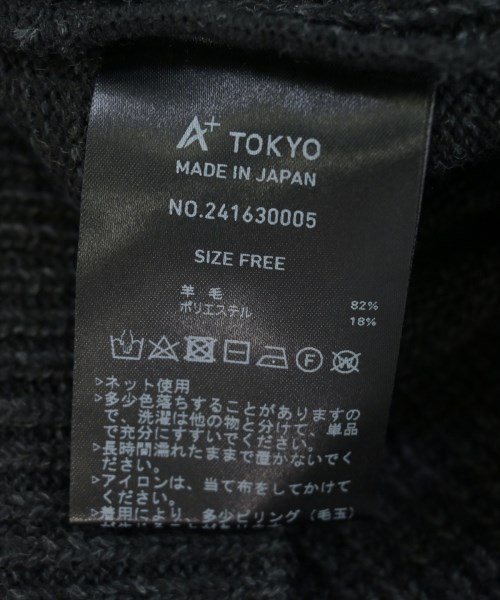 A+ TOKYO
MADE IN JAPAN
NO.241630005
SIZE FREE
羊毛 82%
ポリエステル 18%
F
W
>ネット使用
>多少色落ちすることがありますの
で、洗濯は他の物と分けて、単品
で充分にすすいでください。
>長時間濡れたままで置かないでく
ださい。
>アイロンは、当て布をしてかけて
ください。
>着用により、多少ピリング(毛玉)